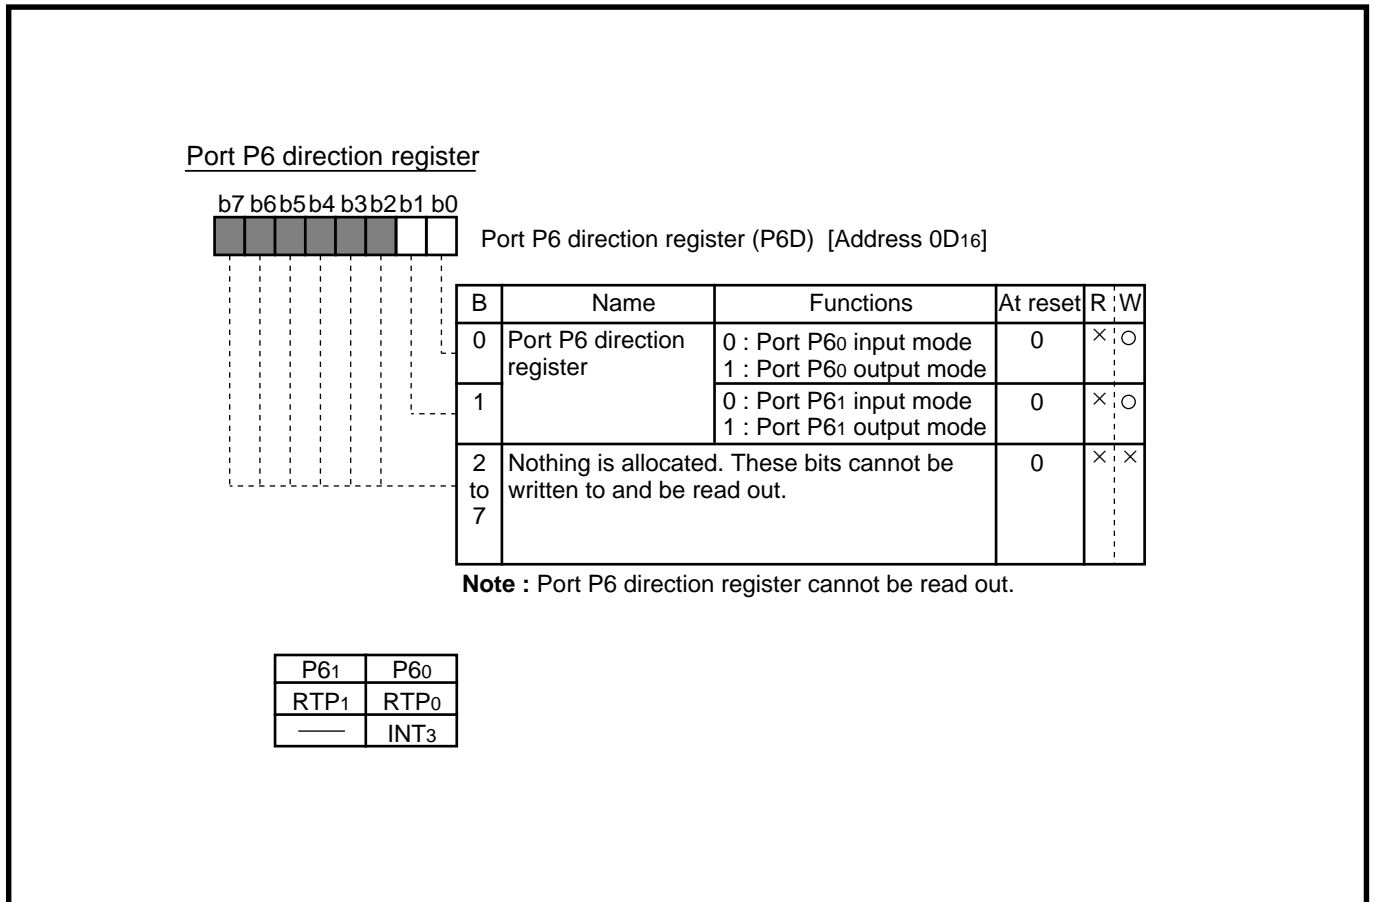 Port P6 direction register
b7 b6 b5 b4 b3 b2 b1 b0
Port P6 direction register (P6D) [Address 0D16]
B Name Functions At reset R W
0 Port P6 direction register 0 : Port P60 input mode 0 × ○
1 : Port P60 output mode
1 0 : Port P61 input mode 0 × ○
1 : Port P61 output mode
2 to 7 Nothing is allocated. These bits cannot be 0 × ×
written to and be read out.
Note : Port P6 direction register cannot be read out.
P61 P60
RTP1 RTP0
— INT3